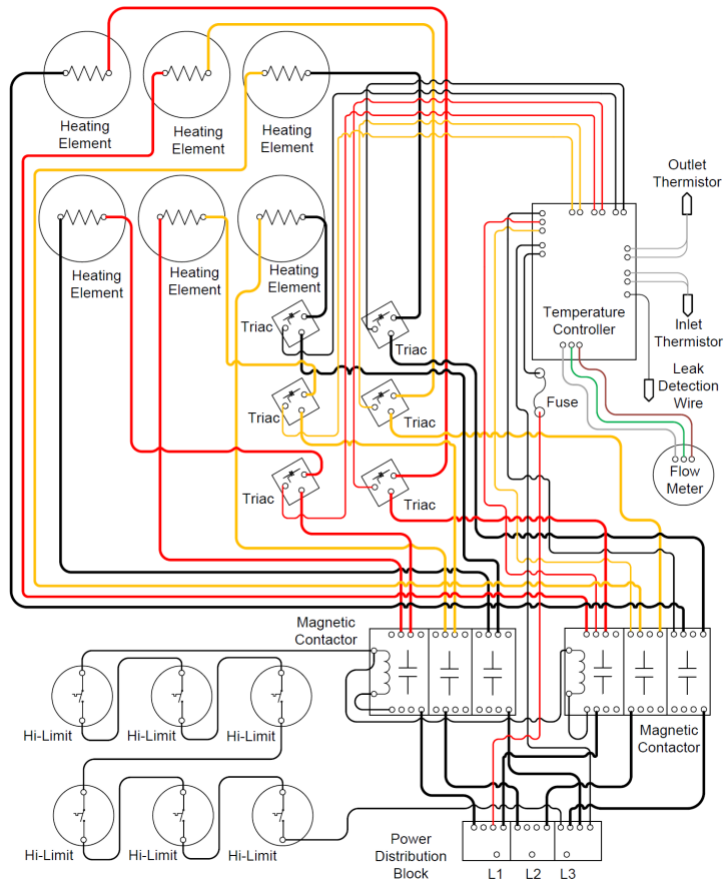 Heating
Element
Heating
Element
Heating
Element
Outlet
Thermistor
Heating
Element
Heating
Element
Heating
Element
Triac
Triac
Temperature
Controller
Inlet
Thermistor
Leak
Detection
Wire
Triac
Triac
Fuse
Flow
Meter
Triac
Triac
Magnetic
Contactor
Hi-Limit
Hi-Limit
Hi-Limit
Magnetic
Contactor
Hi-Limit
Hi-Limit
Hi-Limit
Power
Distribution
Block
L1
L2
L3